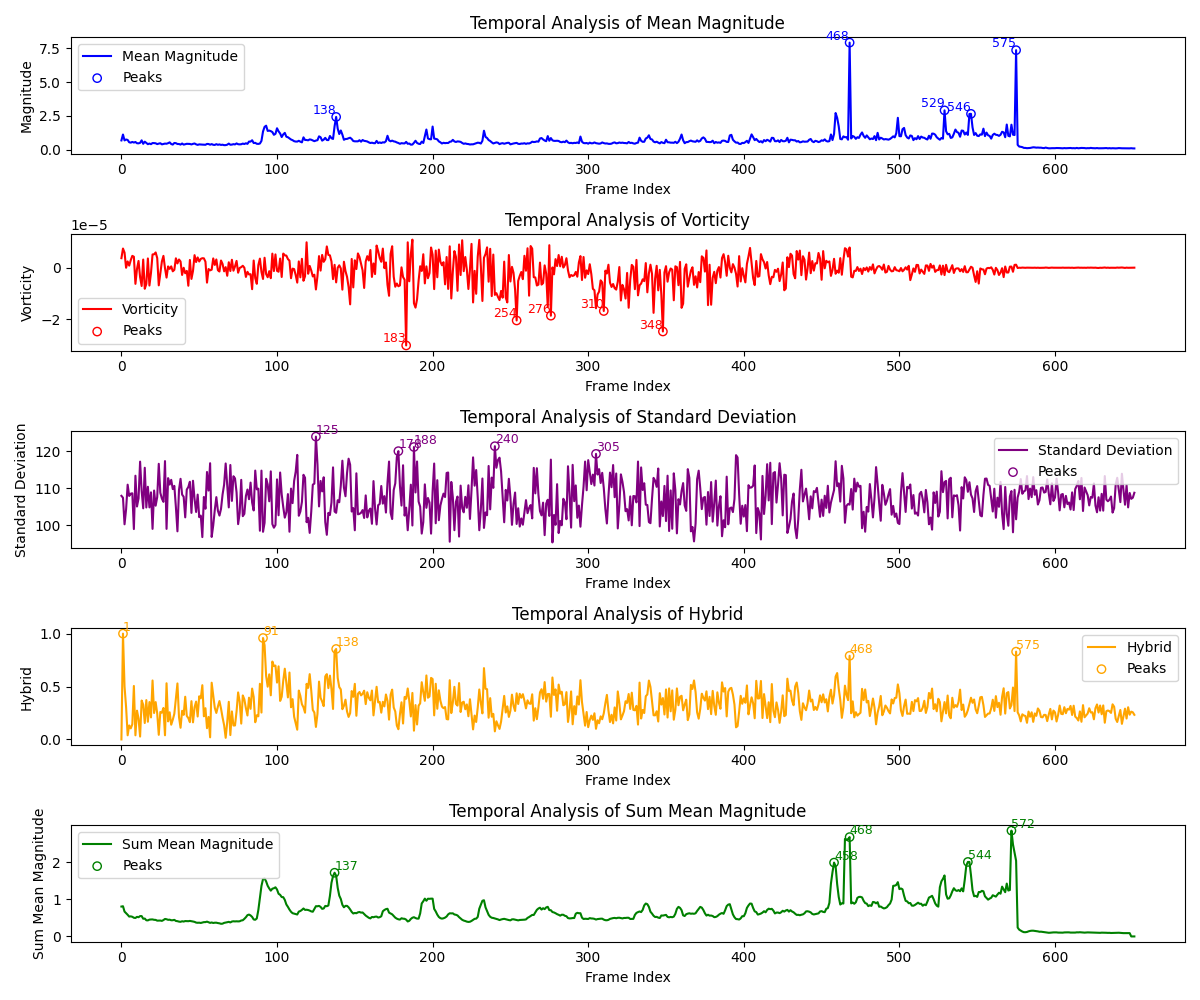 Temporal Analysis of Mean Magnitude
Magnitude
7.5
5.0
2.5
0.0
Mean Magnitude
Peaks
138
468
529
546
575
0 100 200 300 400 500 600
Frame Index
Temporal Analysis of Vorticity
1e−5
Vorticity
0
−2
Vorticity
Peaks
183
254
276
310
348
0 100 200 300 400 500 600
Frame Index
Temporal Analysis of Standard Deviation
Standard Deviation
120
110
100
125
188
240
305
Standard Deviation
Peaks
0 100 200 300 400 500 600
Frame Index
Temporal Analysis of Hybrid
Hybrid
1.0
0.5
0.0
1
91
138
468
575
Hybrid
Peaks
0 100 200 300 400 500 600
Frame Index
Temporal Analysis of Sum Mean Magnitude
Sum Mean Magnitude
2
1
0
Sum Mean Magnitude
Peaks
137
458
468
544
572
0 100 200 300 400 500 600
Frame Index